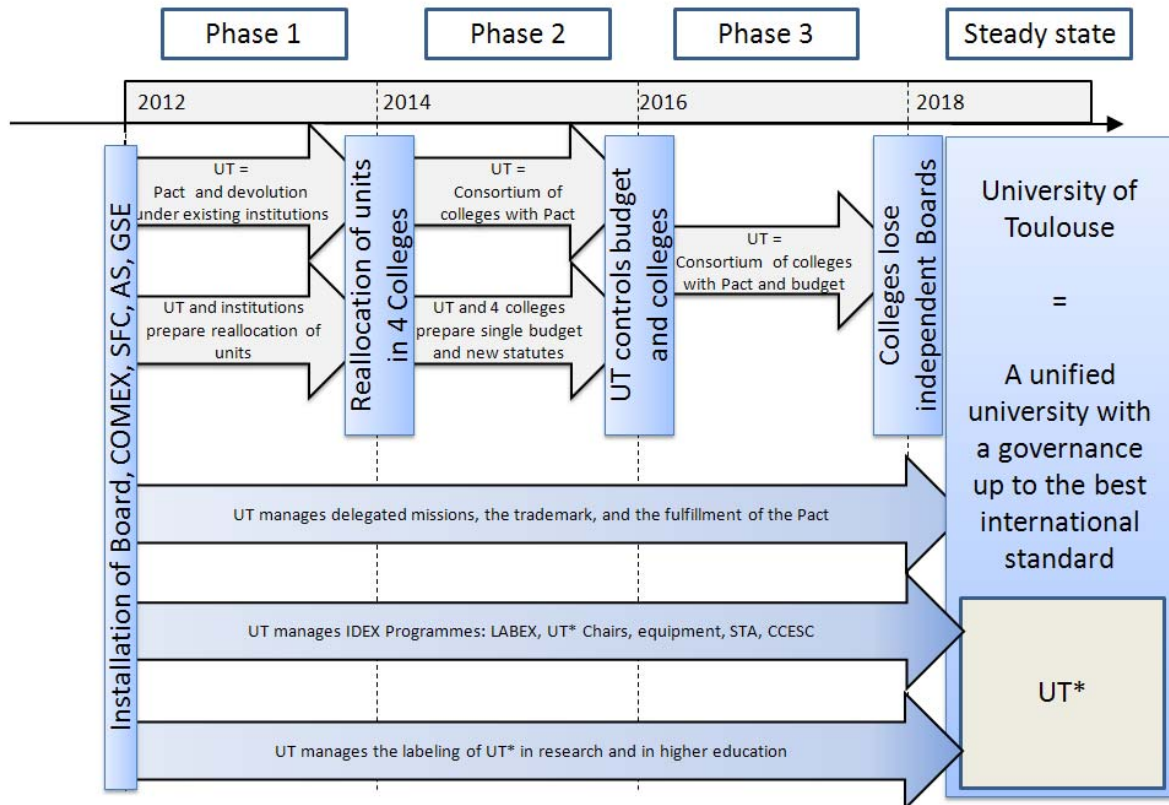 Phase 1
Phase 2
Phase 3
Steady state
2012
2014
2016
2018
Installation of Board, COMEX, SFC, AS, GSE
UT =
Pact and devolution
under existing institutions
UT and institutions
prepare reallocation of
units
Reallocation of units
in 4 Colleges
UT =
Consortium of
colleges with Pact
UT and 4 colleges
prepare single budget
and new statutes
UT controls budget
and colleges
UT =
Consortium of colleges
with Pact and budget
Colleges lose
independent Boards
University of
Toulouse
=
A unified
university with
a governance
up to the best
international
standard
UT manages delegated missions, the trademark, and the fulfillment of the Pact
UT manages IDEX Programmes: LABEX, UT* Chairs, equipment, STA, CCESC
UT manages the labeling of UT* in research and in higher education
UT*